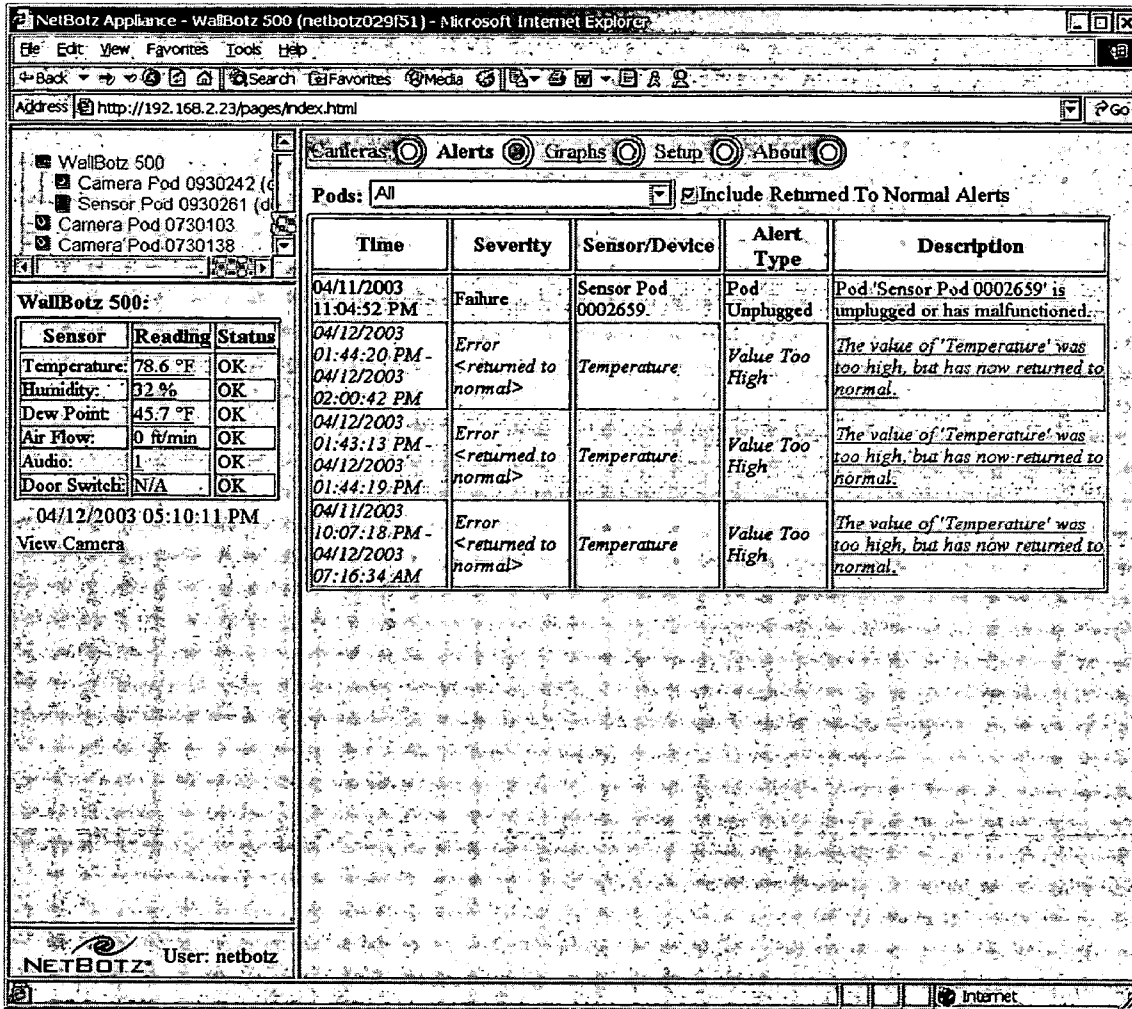 NetBotz Appliance - WallBotz 500 (netbotz029f51) - Microsoft Internet Explorer
File Edit View Favorites Tools Help
Back Search Favorites Media
Address http://192.168.2.23/pages/index.html Go
WallBotz 500
Camera Pod 0930242 (d
Sensor Pod 0930261 (d
Camera Pod 0730103
Camera Pod 0730138
WallBotz 500:
Sensor Reading Status
Temperature: 78.6 °F OK
Humidity: 32 % OK
Dew Point: 45.7 °F OK
Air Flow: 0 ft/min OK
Audio: 1 OK
Door Switch: N/A OK
04/12/2003 05:10:11 PM
View Camera
NETBOTZ® User: netbotz
Cameras Alerts Graphs Setup About
Pods: All Include Returned To Normal Alerts
Time Severity Sensor/Device Alert Type Description
04/11/2003
11:04:52 PM
Failure
Sensor Pod
0002659
Pod
Unplugged
Pod 'Sensor Pod 0002659' is
unplugged or has malfunctioned.
04/12/2003
01:44:20 PM -
04/12/2003
02:00:42 PM
Error
<returned to
normal>
Temperature
Value Too
High
The value of 'Temperature' was
too high, but has now returned to
normal.
04/12/2003
01:43:13 PM -
04/12/2003
01:44:19 PM
Error
<returned to
normal>
Temperature
Value Too
High
The value of 'Temperature' was
too high, but has now returned to
normal.
04/11/2003
10:07:18 PM -
04/12/2003
07:16:34 AM
Error
<returned to
normal>
Temperature
Value Too
High
The value of 'Temperature' was
too high, but has now returned to
normal.
Internet